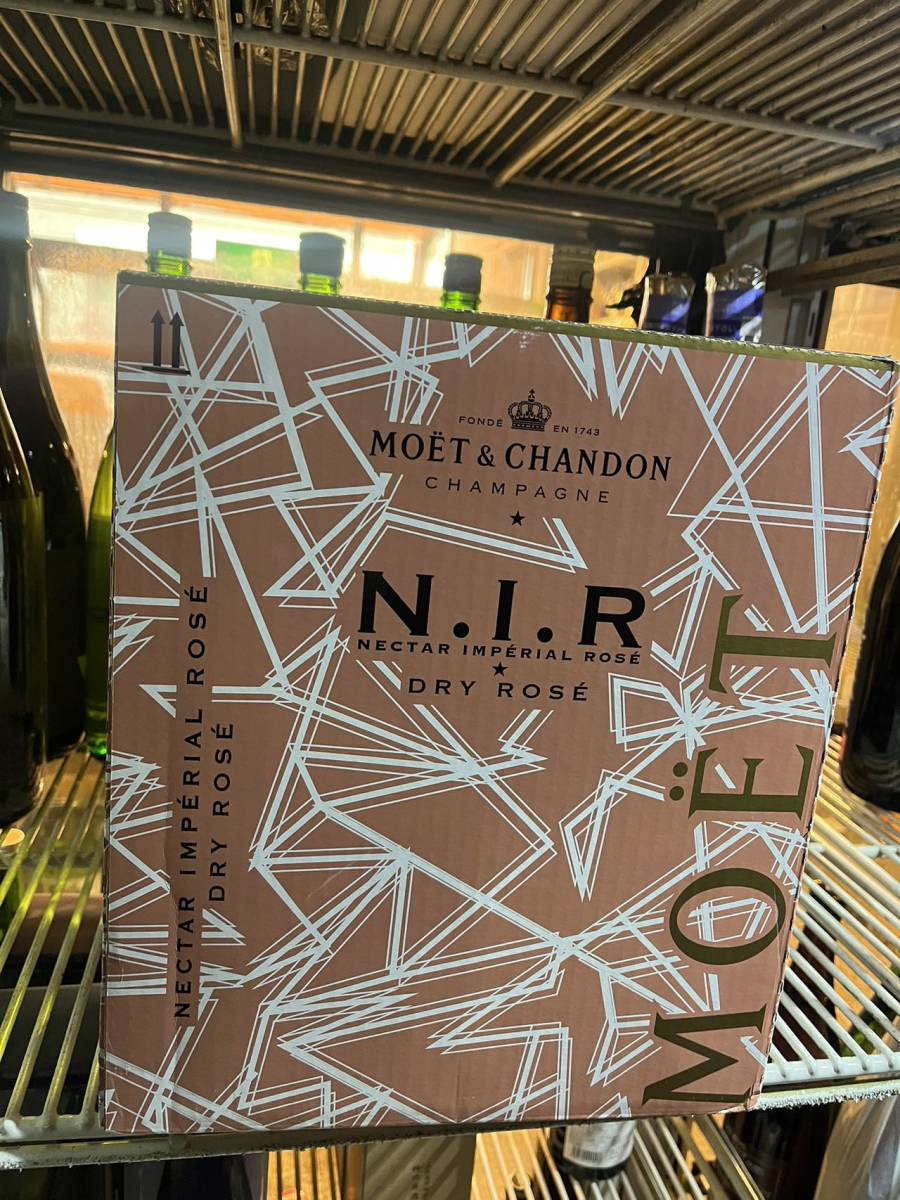 FONDÉ EN 1743
MOËT & CHANDON
CHAMPAGNE
N.I.R
NECTAR IMPÉRIAL ROSÉ
DRY ROSÉ
NECTAR IMPÉRIAL ROSÉ
DRY ROSÉ
MOËT